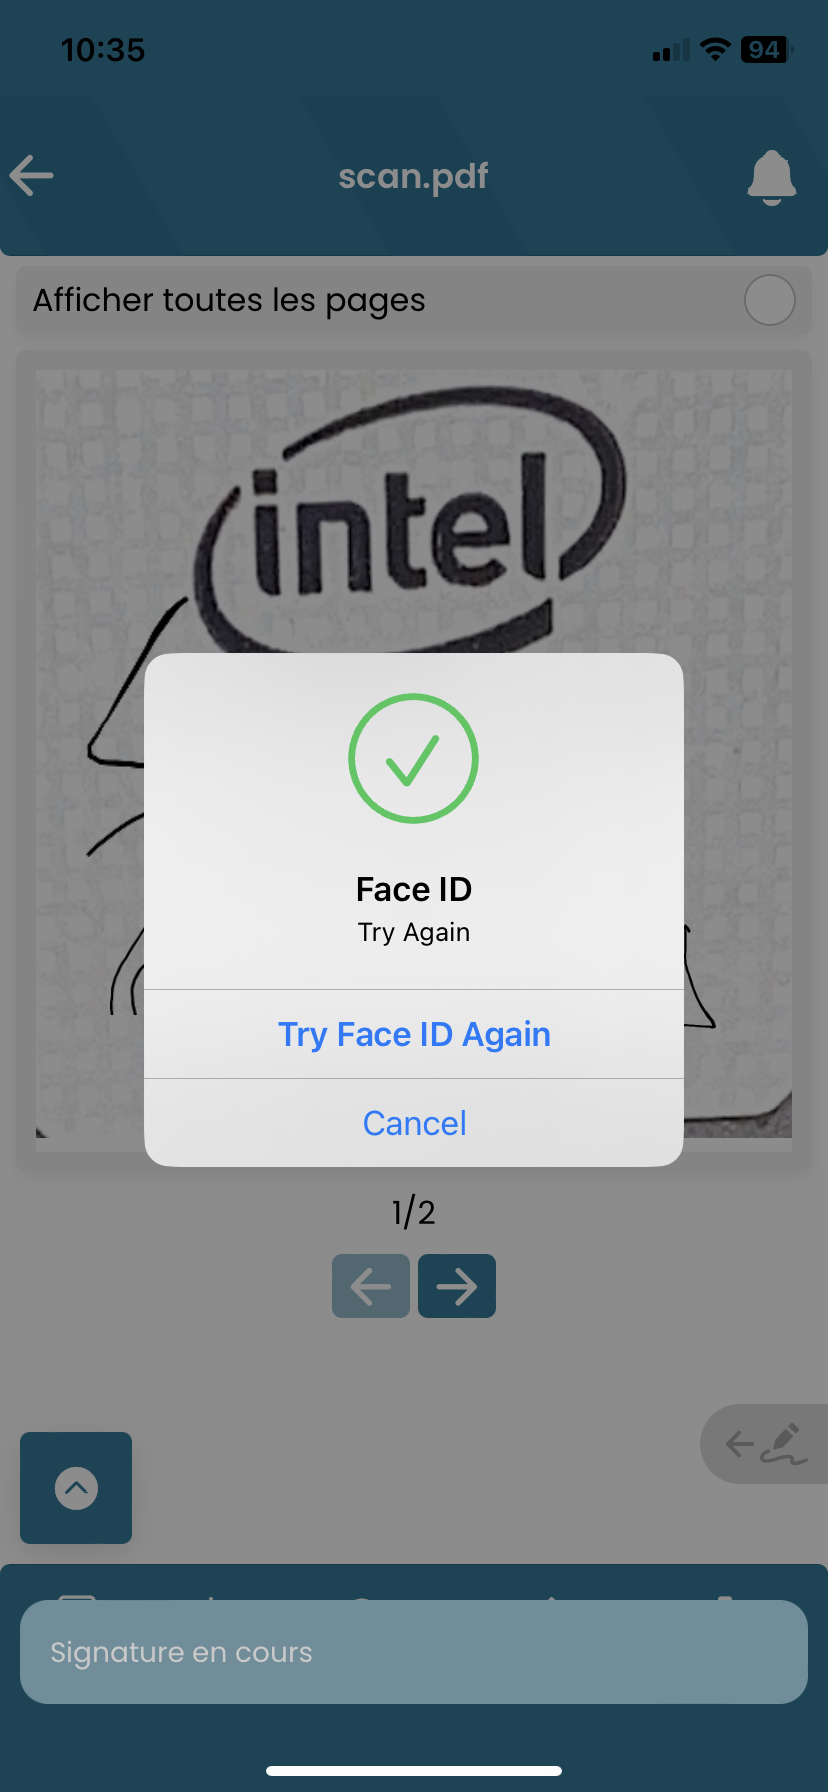 10:35
94
scan.pdf
Afficher toutes les pages
intel
Face ID
Try Again
Try Face ID Again
Cancel
1/2
Signature en cours